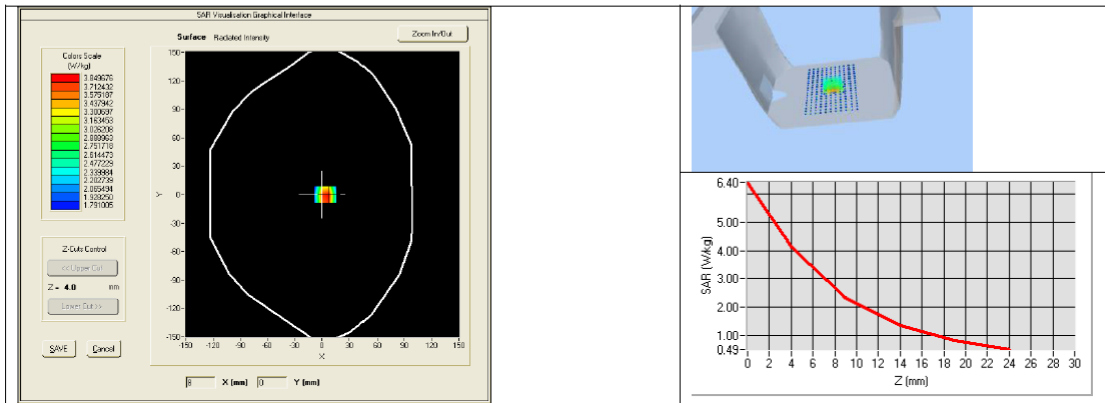 SAR Visualisation Graphical Interface
Surface Radiated Intensity
Zoom In/Out
Colors Scale
(W/kg)
3.849676
3.712432
3.575187
3.437942
3.300697
3.163453
3.026208
2.888963
2.751718
2.614473
2.477229
2.339984
2.202739
2.065494
1.928250
1.791005
Z-Cuts Control
<< Upper Cut
Z = 4.0 mm
Lower Cut >>
SAVE Cancel
150
120
90
60
30
0
-30
-60
-90
-120
-150
Y
-150 -120 -90 -60 -30 0 30 60 90 120 150
X
8 X (mm) 0 Y (mm)
6.40
5.00
4.00
3.00
2.00
1.00
0.49
SAR (W/kg)
0 2 4 6 8 10 12 14 16 18 20 22 24 26 28 30
Z (mm)